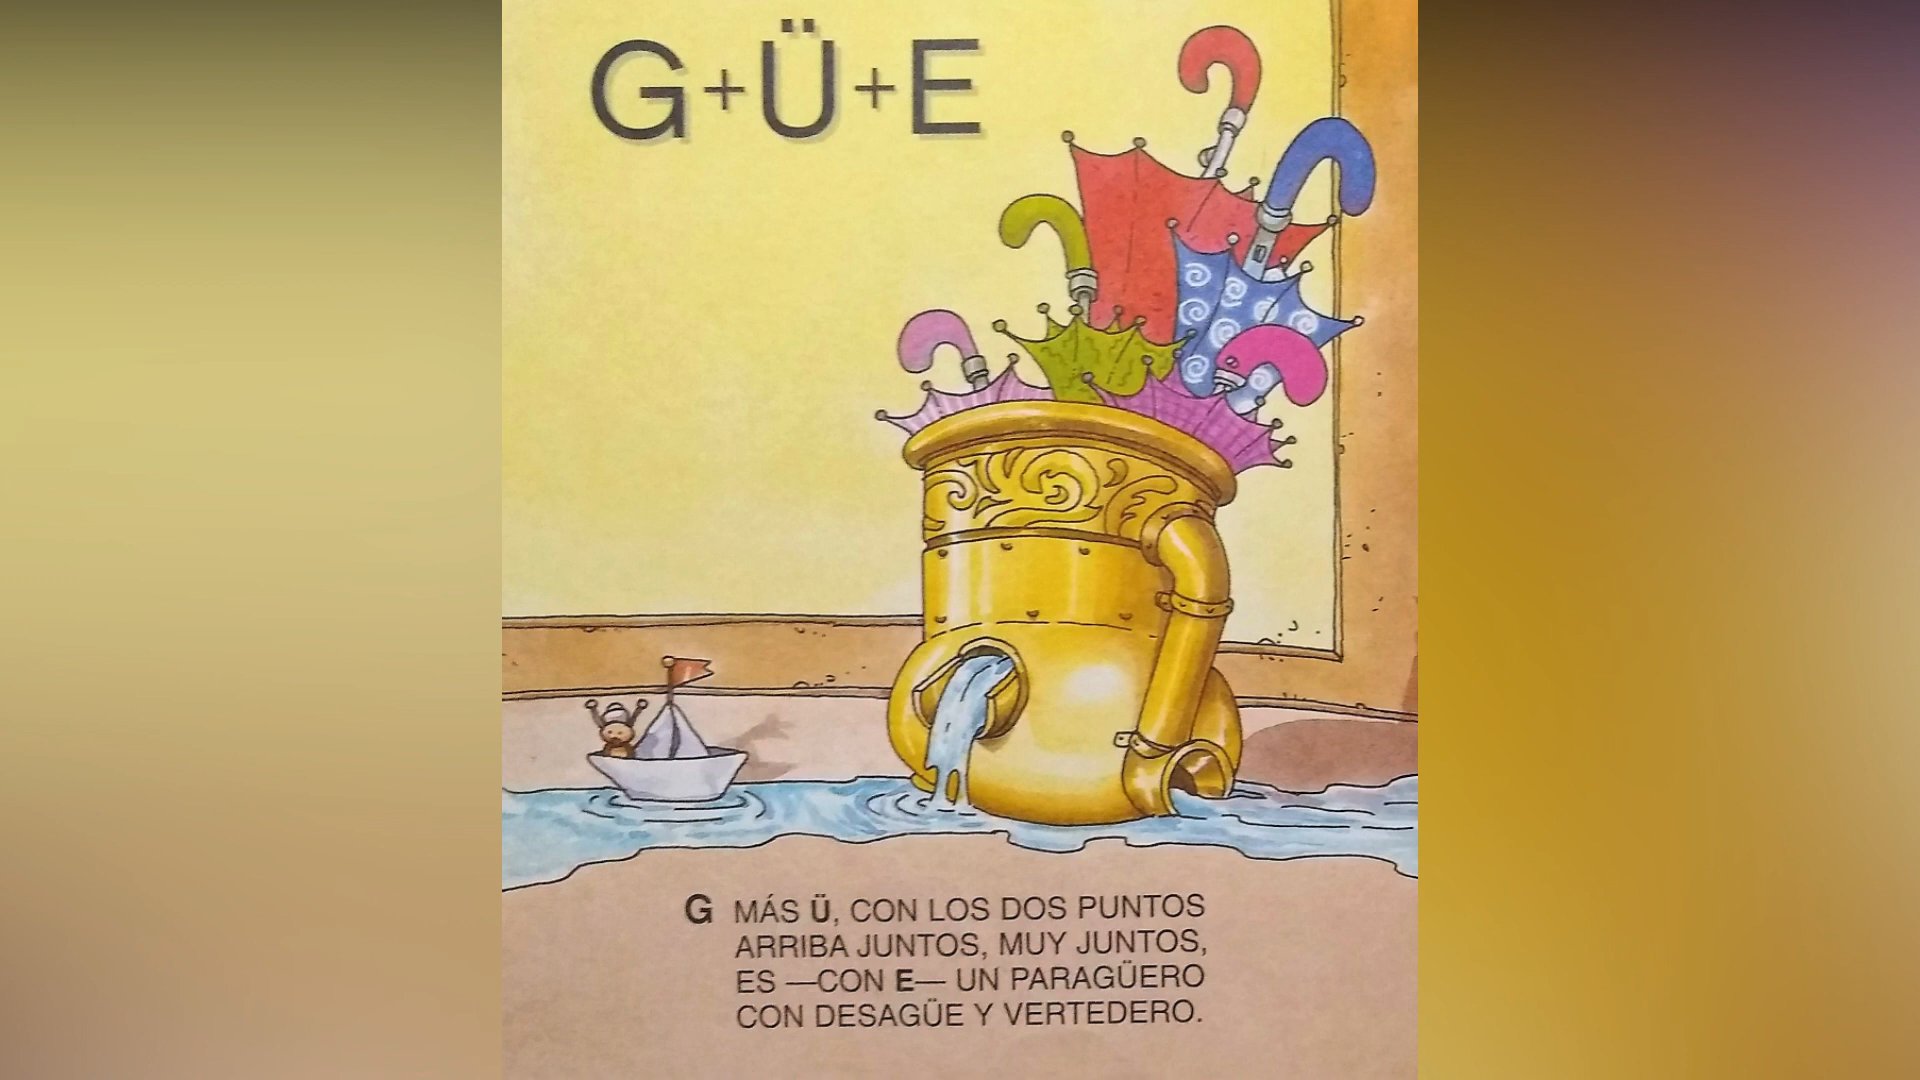 G+Ü+E
G MÁS Ü, CON LOS DOS PUNTOS
ARRIBA JUNTOS, MUY JUNTOS,
ES —CON E— UN PARAGÜERO
CON DESAGÜE Y VERTEDERO.